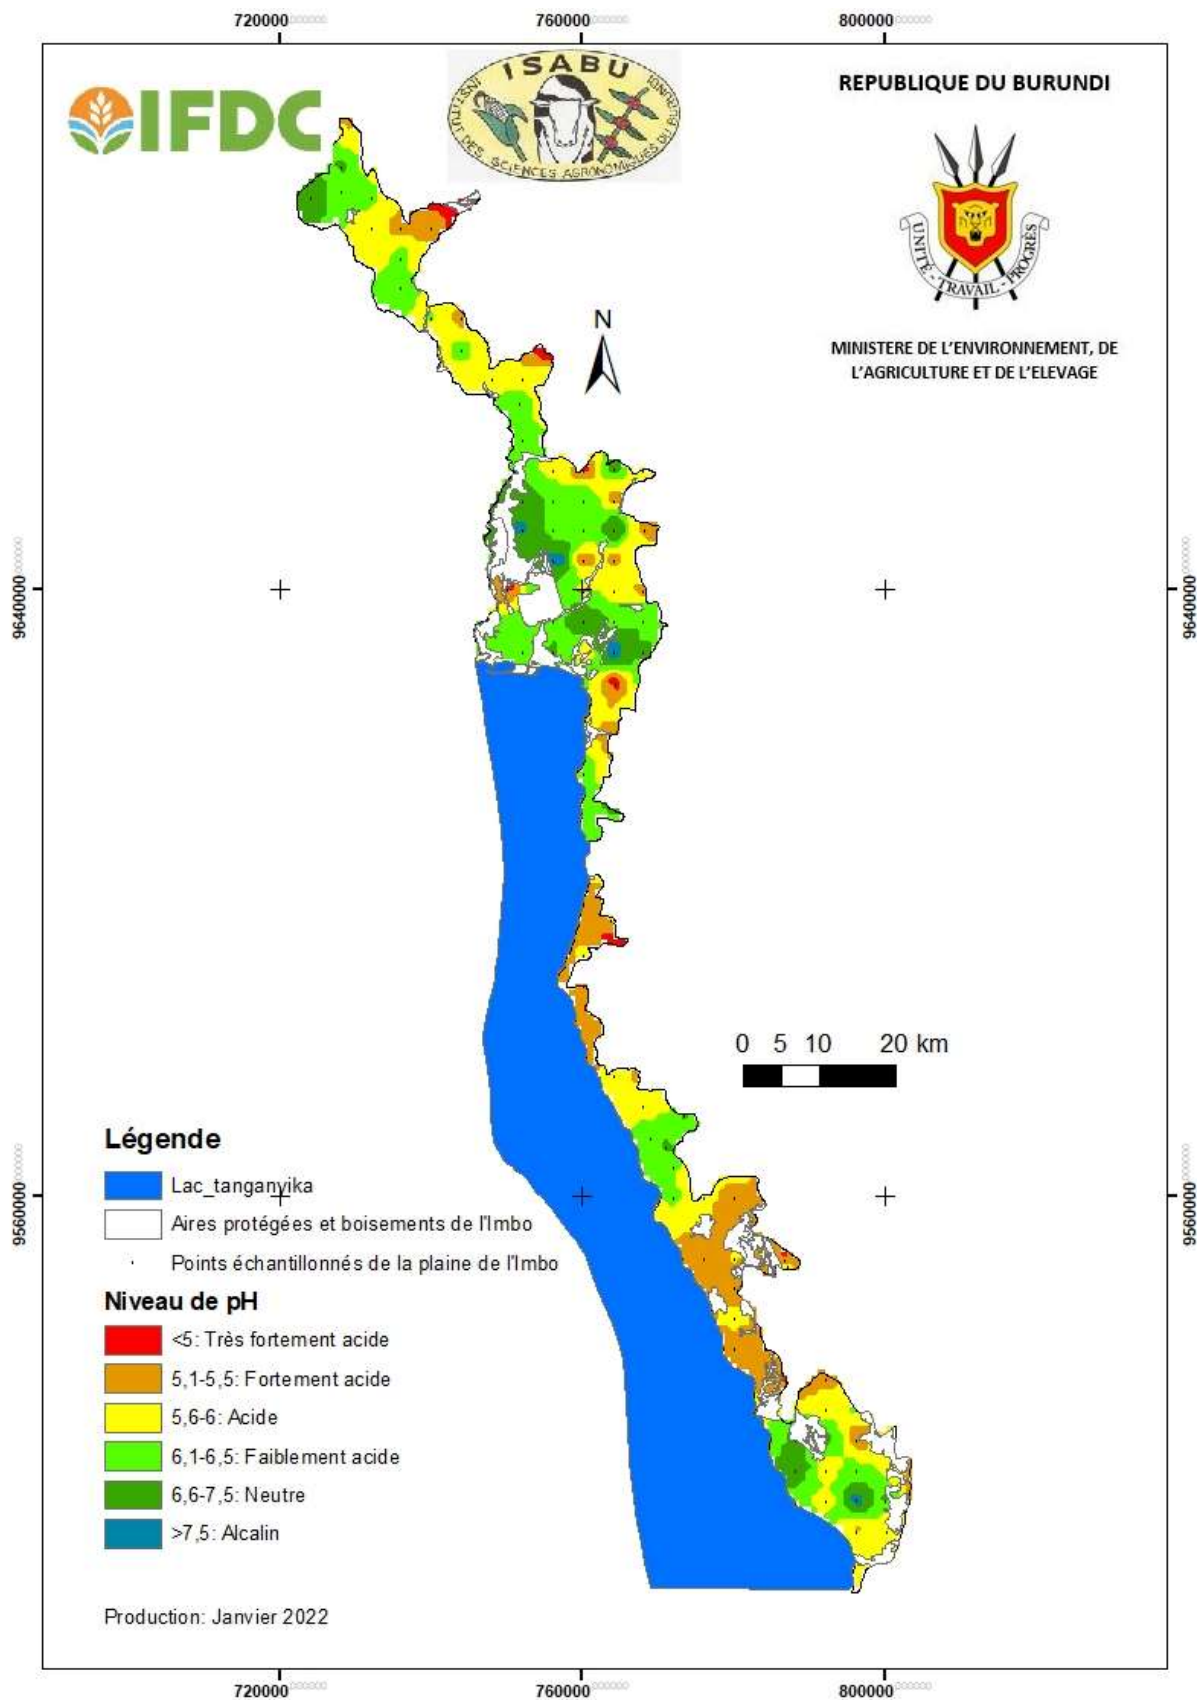 720000 760000 800000
IFDC
ISABU
INSTITUT DES SCIENCES AGRONOMIQUES DU BURUNDI
REPUBLIQUE DU BURUNDI
UNITÉ - TRAVAIL - PROGRÈS
MINISTERE DE L'ENVIRONNEMENT, DE
L'AGRICULTURE ET DE L'ELEVAGE
N
9640000 9640000
0 5 10 20 km
Légende
Lac_tanganyika
Aires protégées et boisements de l'Imbo
Points échantillonnés de la plaine de l'Imbo
9560000 9560000
Niveau de pH
<5: Très fortement acide
5,1-5,5: Fortement acide
5,6-6: Acide
6,1-6,5: Faiblement acide
6,6-7,5: Neutre
>7,5: Alcalin
Production: Janvier 2022
720000 760000 800000